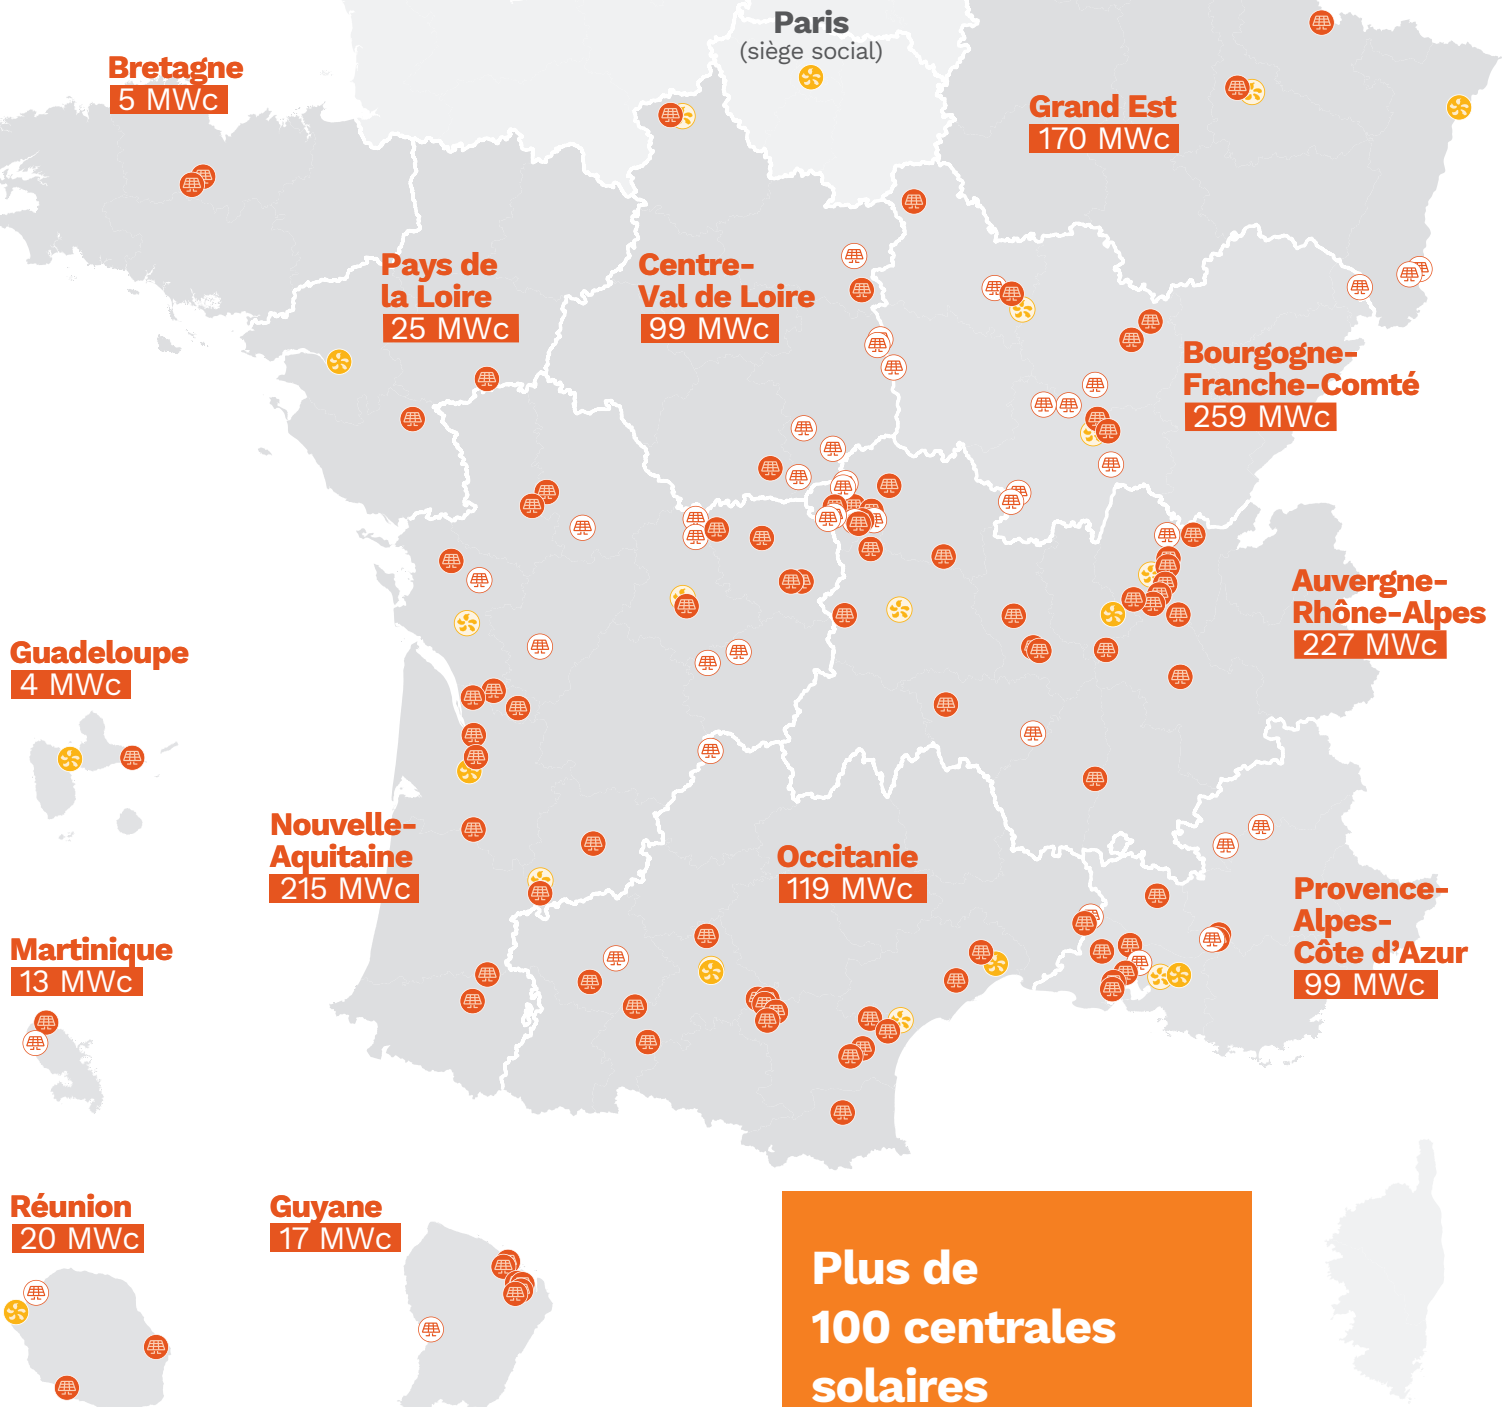 Paris
(siège social)
Bretagne
5 MWc
Grand Est
170 MWc
Pays de
la Loire
25 MWc
Centre-
Val de Loire
99 MWc
Bourgogne-
Franche-Comté
259 MWc
Auvergne-
Rhône-Alpes
227 MWc
Guadeloupe
4 MWc
Nouvelle-
Aquitaine
215 MWc
Occitanie
119 MWc
Provence-
Alpes-
Côte d’Azur
99 MWc
Martinique
13 MWc
Réunion
20 MWc
Guyane
17 MWc
Plus de
100 centrales
solaires